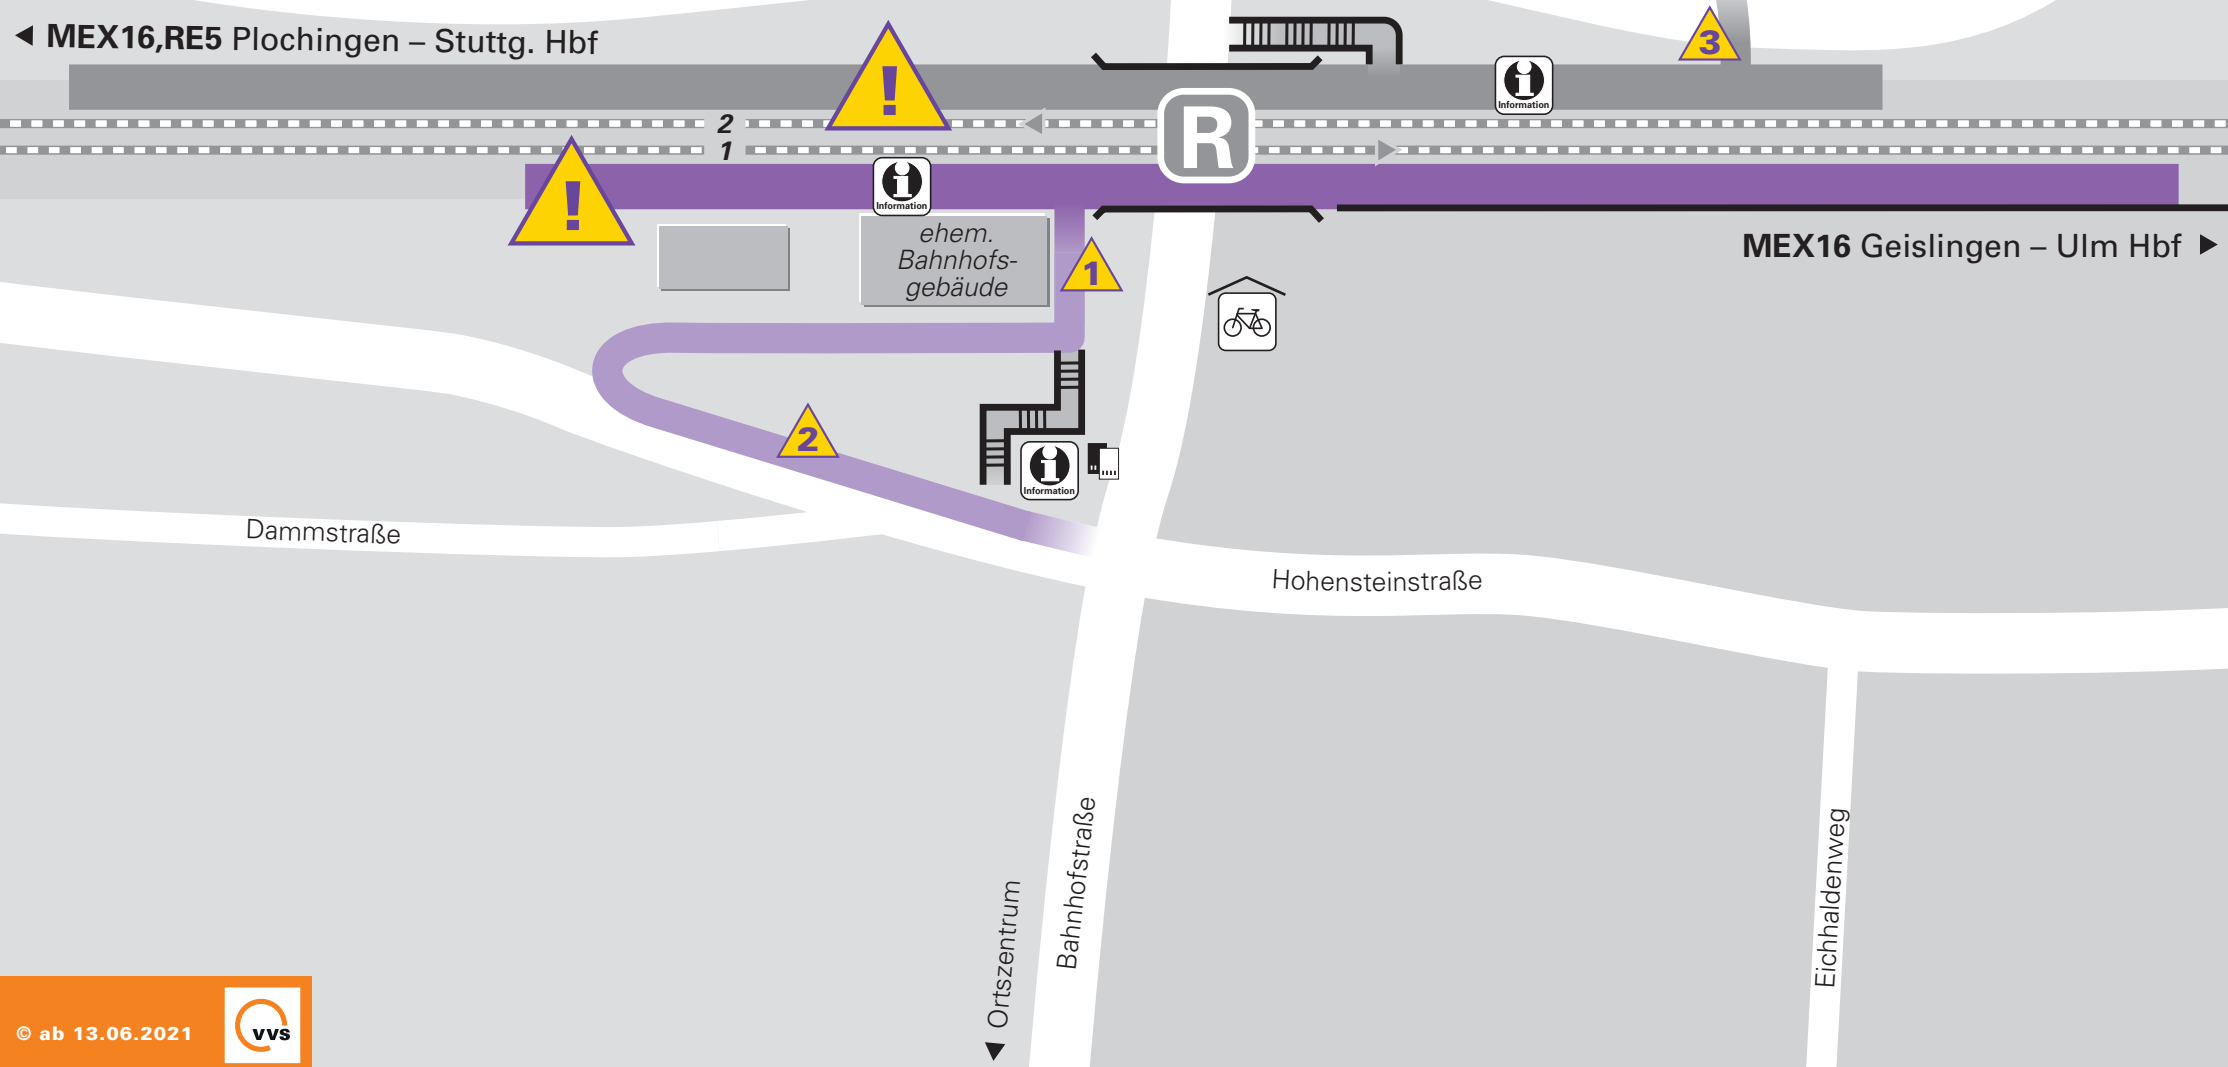 MEX16,RE5 Plochingen – Stuttg. Hbf
3
!
Information
2
R
1
!
Information
ehem.
Bahnhofs-
gebäude
MEX16 Geislingen – Ulm Hbf
1
2
Information
Dammstraße
Hohensteinstraße
Bahnhofstraße
Eichhaldenweg
Ortszentrum
© ab 13.06.2021
vvs